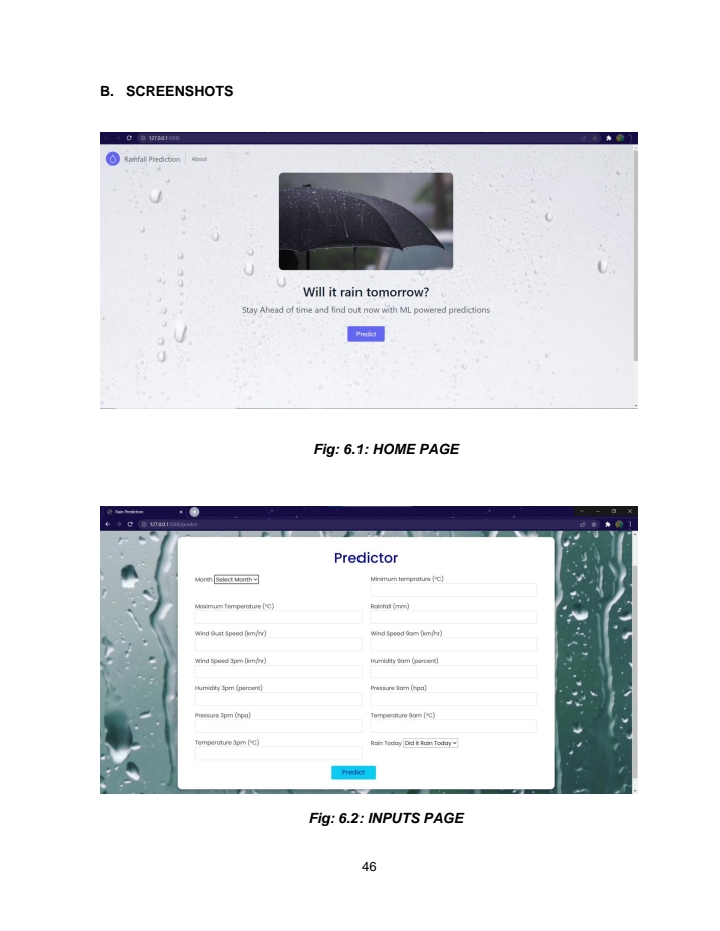 B. SCREENSHOTS
127.0.0.1:5000
Rainfall Prediction About
Will it rain tomorrow?
Stay Ahead of time and find out now with ML powered predictions
Predict
Fig: 6.1: HOME PAGE
Rain Prediction
127.0.0.1:5000/predict
Predictor
Month Select Month Minimum temprature (°C)
Maximum Temperature (°C) Rainfall (mm)
Wind Gust Speed (km/hr) Wind Speed 9am (km/hr)
Wind Speed 3pm (km/hr) Humidity 9am (percent)
Humidity 3pm (percent) Pressure 9am (hpa)
Pressure 3pm (hpa) Temperature 9am (°C)
Temperature 3pm (°C) Rain Today Did it Rain Today
Predict
Fig: 6.2: INPUTS PAGE
46